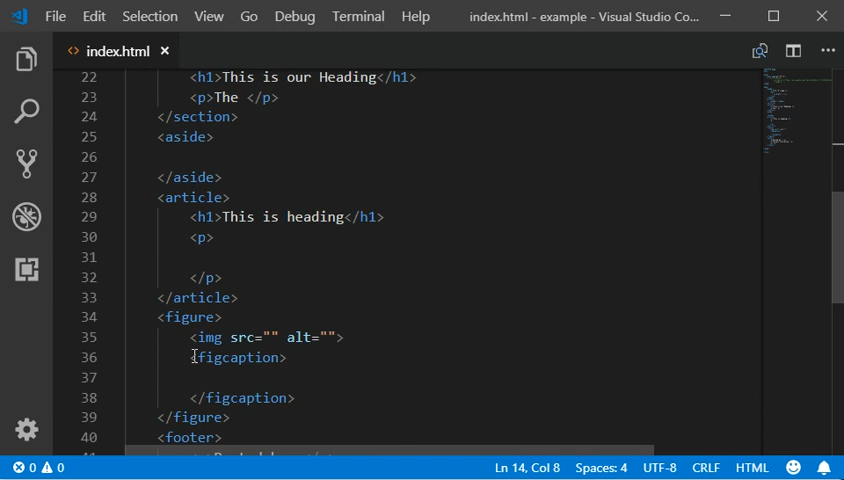 File Edit Selection View Go Debug Terminal Help index.html - example - Visual Studio Co...
<> index.html ×
22 <h1>This is our Heading</h1>
23 <p>The </p>
24 </section>
25 <aside>
26
27 </aside>
28 <article>
29 <h1>This is heading</h1>
30 <p>
31
32 </p>
33 </article>
34 <figure>
35 <img src="" alt="">
36 <figcaption>
37
38 </figcaption>
39 </figure>
40 <footer>
0 0 Ln 14, Col 8 Spaces: 4 UTF-8 CRLF HTML